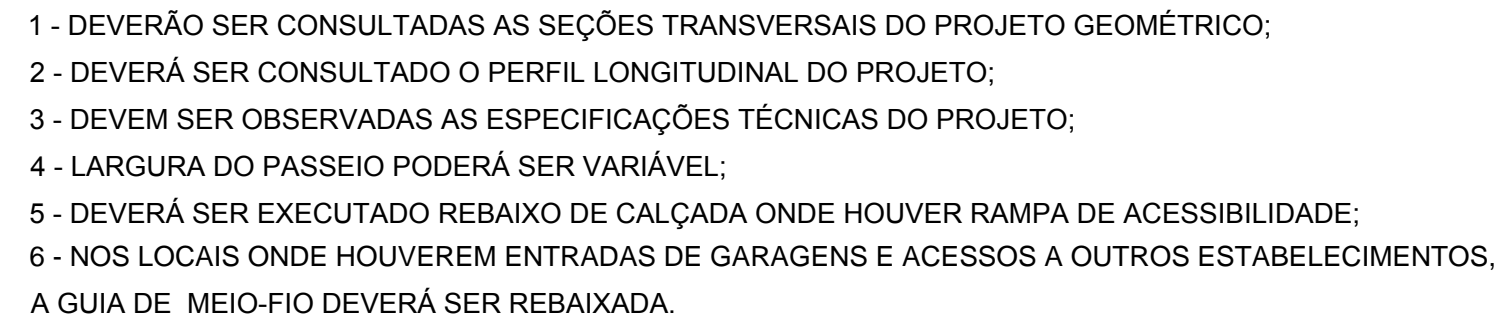 1 - DEVERÃO SER CONSULTADAS AS SEÇÕES TRANSVERSAIS DO PROJETO GEOMÉTRICO;
2 - DEVERÁ SER CONSULTADO O PERFIL LONGITUDINAL DO PROJETO;
3 - DEVEM SER OBSERVADAS AS ESPECIFICAÇÕES TÉCNICAS DO PROJETO;
4 - LARGURA DO PASSEIO PODERÁ SER VARIÁVEL;
5 - DEVERÁ SER EXECUTADO REBAIXO DE CALÇADA ONDE HOUVER RAMPA DE ACESSIBILIDADE;
6 - NOS LOCAIS ONDE HOUVEREM ENTRADAS DE GARAGENS E ACESSOS A OUTROS ESTABELECIMENTOS,
A GUIA DE  MEIO-FIO DEVERÁ SER REBAIXADA.